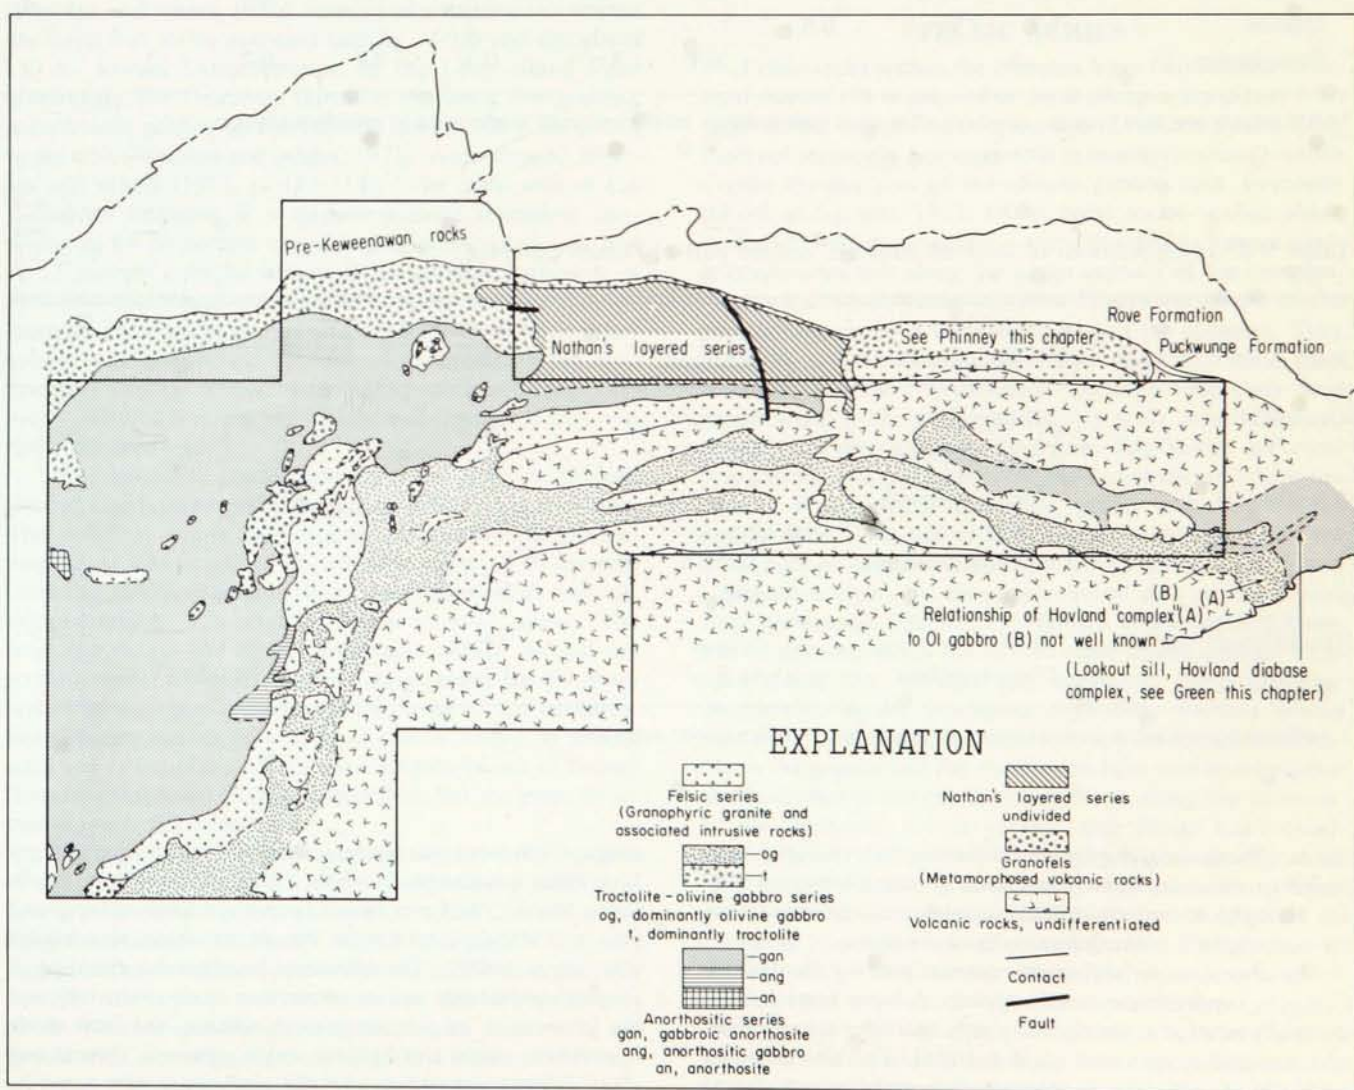 Pre-Keweenawan rocks
Rove Formation
Nathan's layered series
See Phinney this chapter
Puckwunge Formation
(B)
(A)
Relationship of Hovland "complex"(A)
to Ol gabbro (B) not well known
(Lookout sill, Hovland diabase
complex, see Green this chapter)
EXPLANATION
Felsic series
(Granophyric granite and
associated intrusive rocks)
og
t
Troctolite-olivine gabbro series
og, dominantly olivine gabbro
t, dominantly troctolite
gan
ang
an
Anorthositic series
gan, gabbroic anorthosite
ang, anorthositic gabbro
an, anorthosite
Nathan's layered series
undivided
Granofels
(Metamorphosed volcanic rocks)
Volcanic rocks, undifferentiated
Contact
Fault